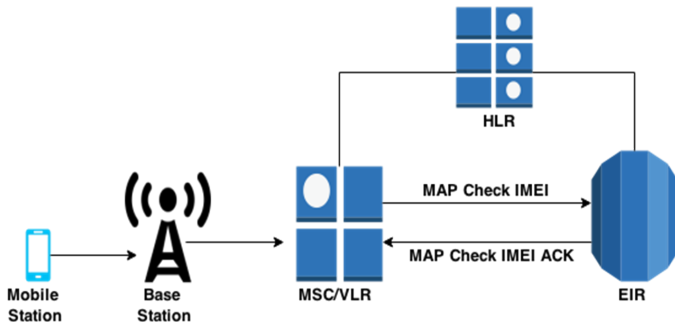 HLR
MAP Check IMEI
MAP Check IMEI ACK
Mobile
Station
Base
Station
MSC/VLR
EIR